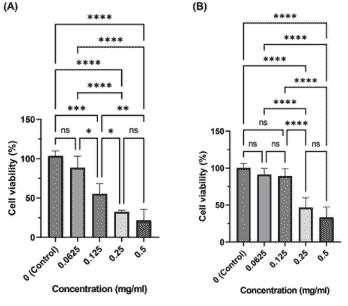 (A)
****
****
****
****
*** **
ns * * ns
150
100
50
0
Cell viability (%)
0 (Control) 0.0625 0.125 0.25 0.5
Concentration (mg/ml)
(B)
****
****
****
****
****
ns ****
ns ns ns
150
100
50
0
Cell viability (%)
0 (Control) 0.0625 0.125 0.25 0.5
Concentration (mg/ml)